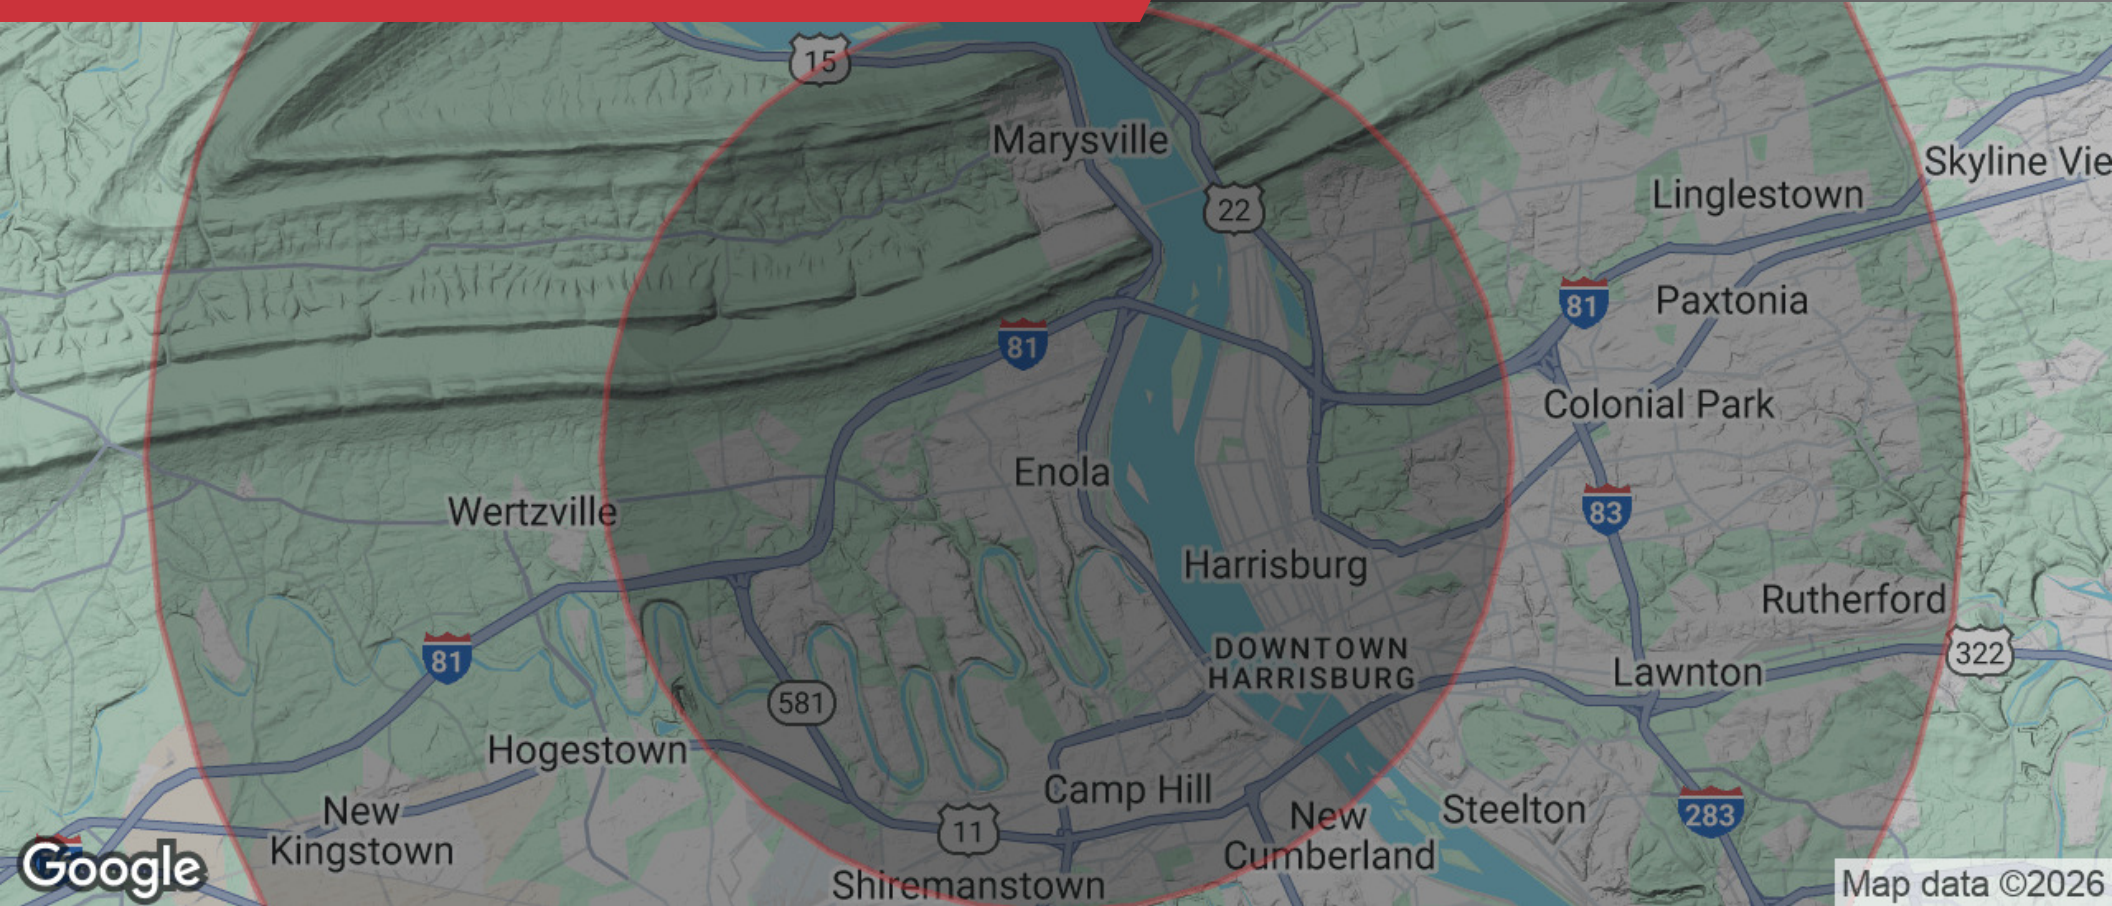 15
Marysville
Skyline Vie
Linglestown
22
81
Paxtonia
81
Colonial Park
Enola
Wertzville
83
Harrisburg
Rutherford
DOWNTOWN
HARRISBURG
322
81
Lawnton
581
Hogestown
Camp Hill
New
Kingstown
11
New
Cumberland
Steelton
283
Shiremanstown
Google
Map data ©2026